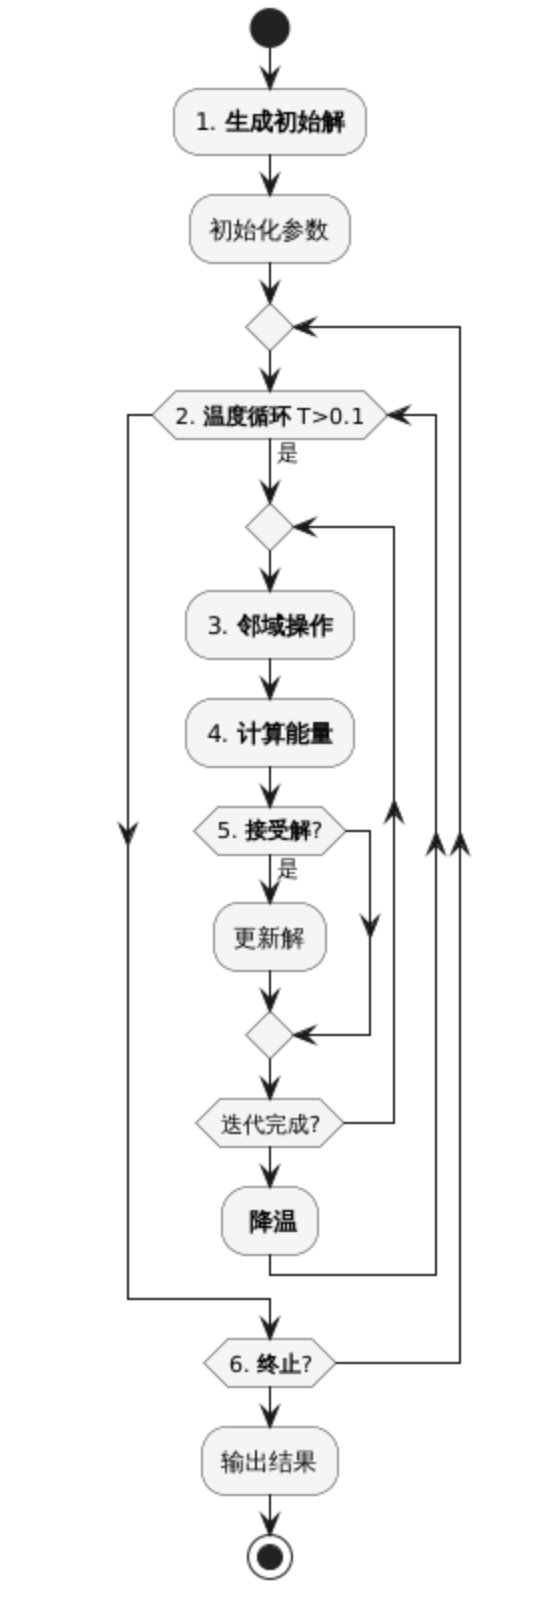 1. 生成初始解
初始化参数
2. 温度循环 T>0.1
是
3. 邻域操作
4. 计算能量
5. 接受解?
是
更新解
迭代完成?
降温
6. 终止?
输出结果